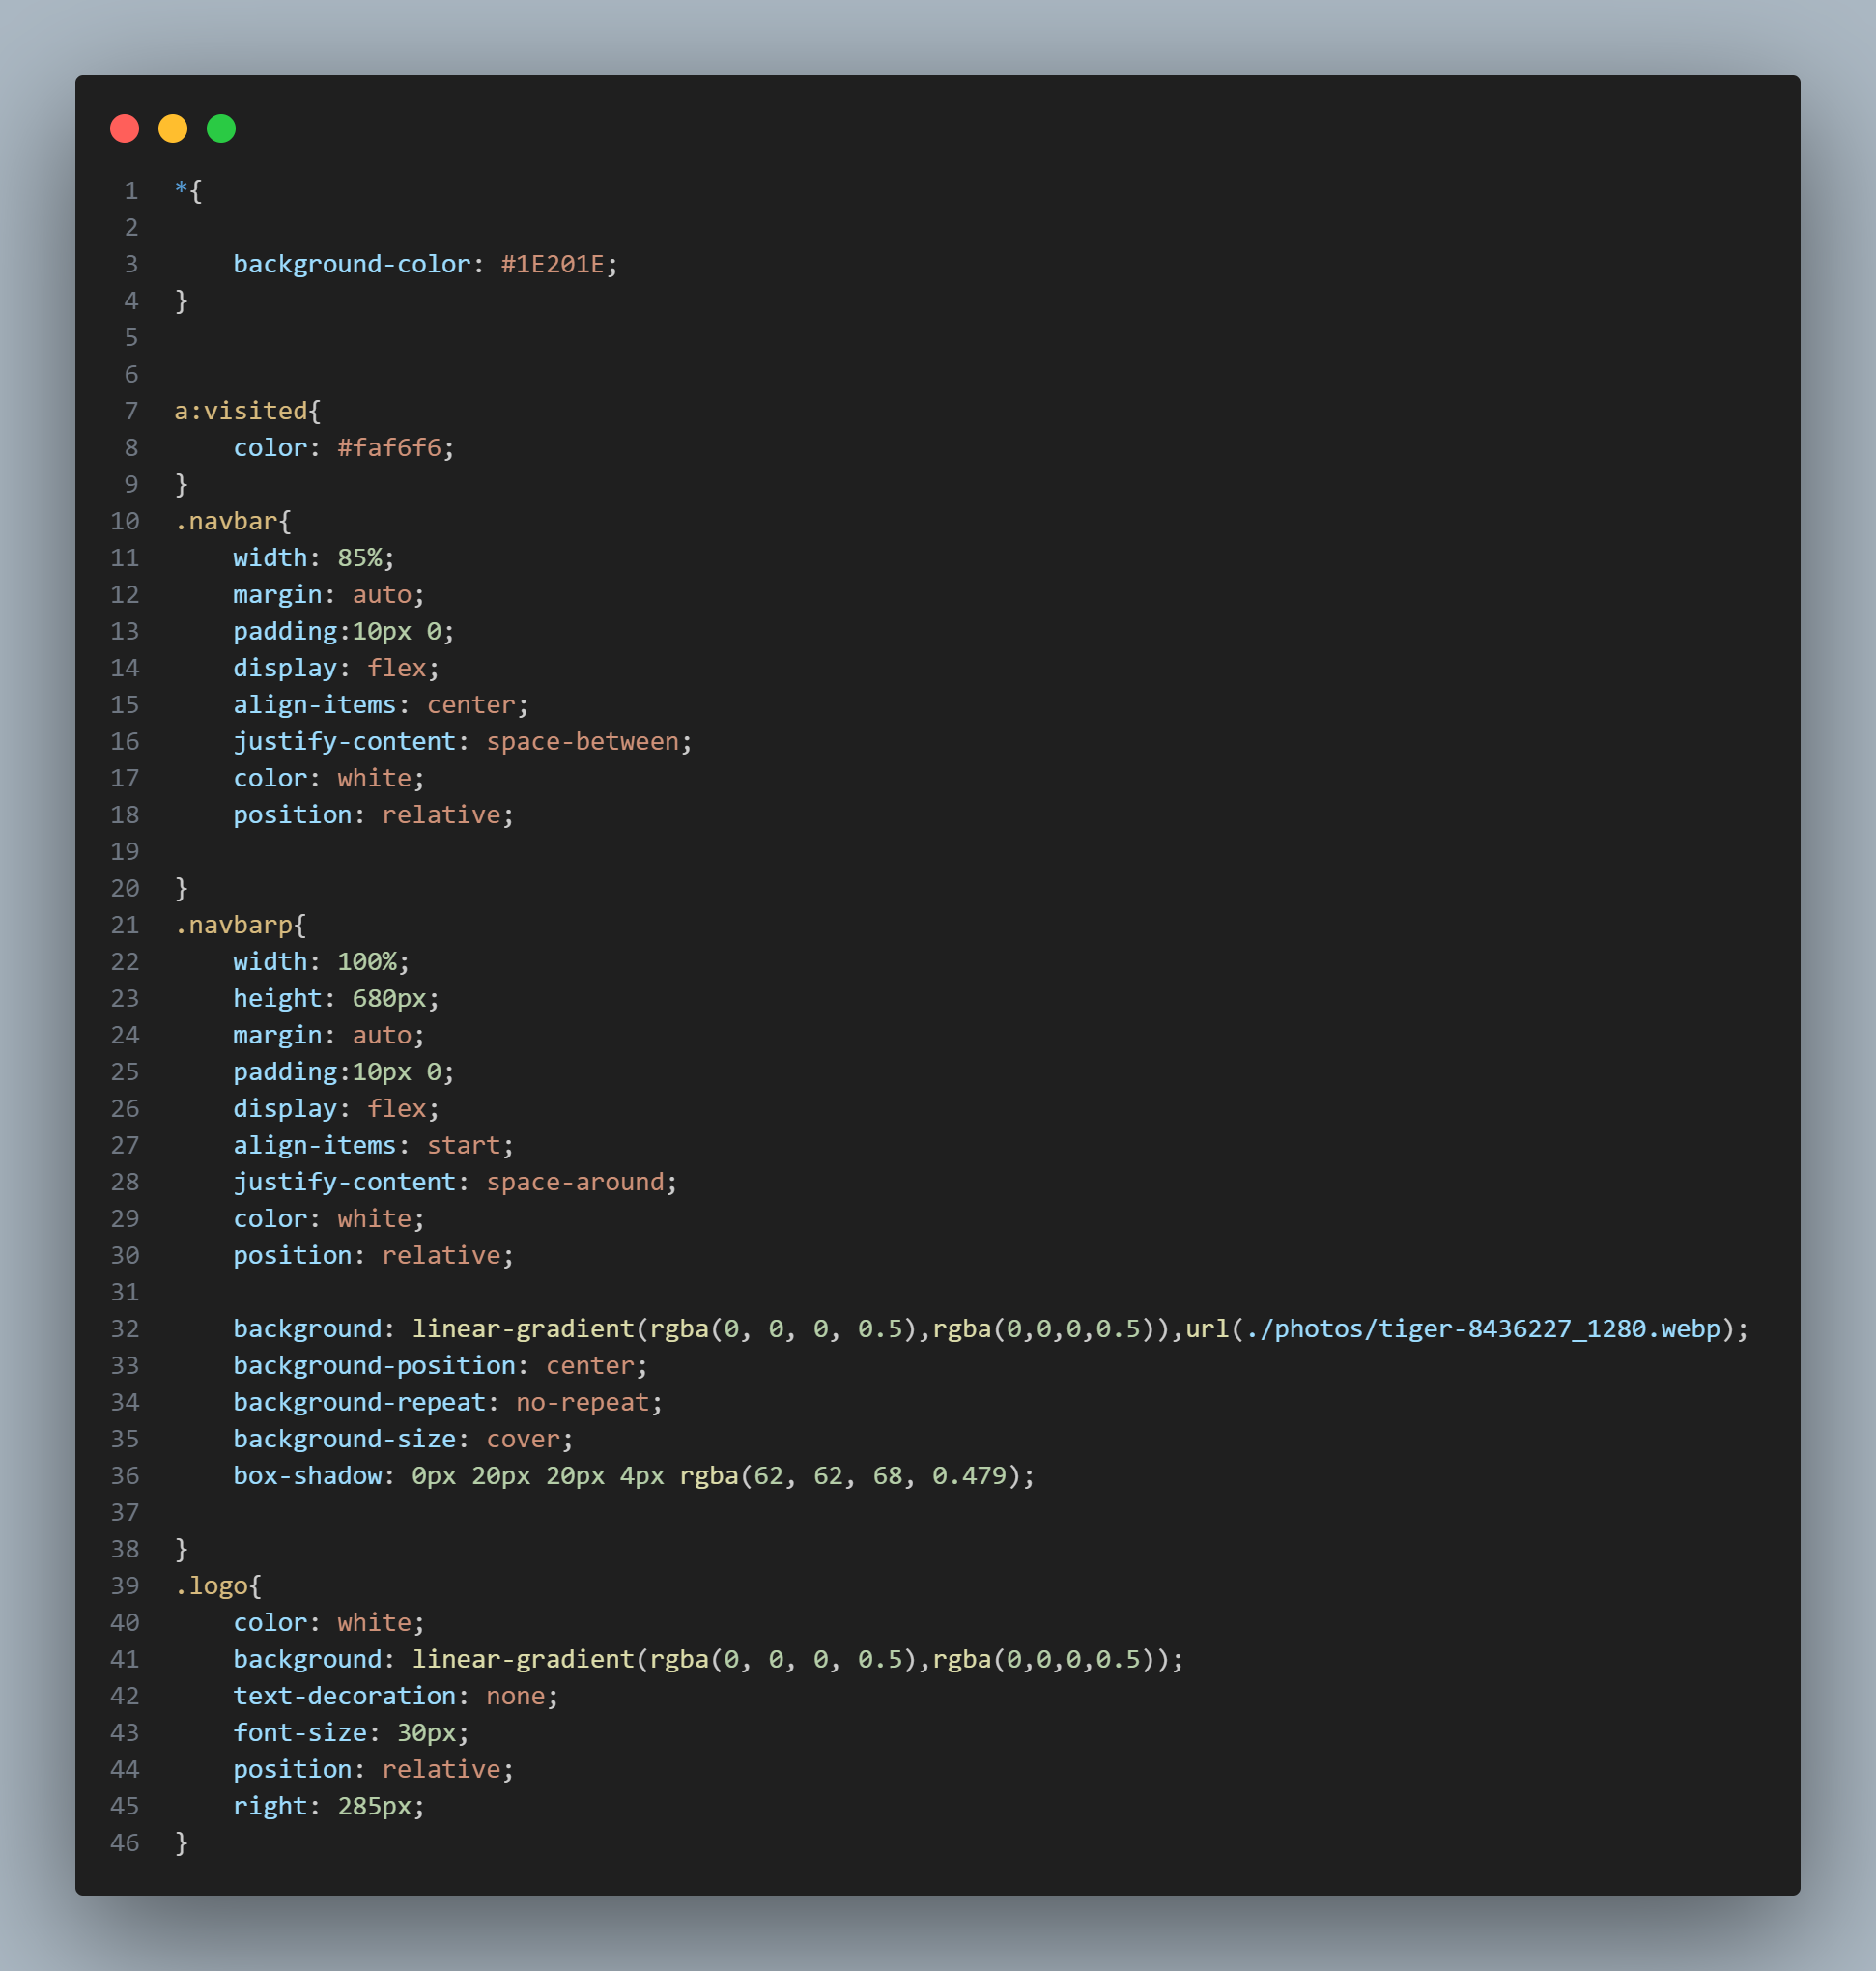 1 *{
2
3     background-color: #1E201E;
4 }
5
6
7 a:visited{
8     color: #faf6f6;
9 }
10 .navbar{
11     width: 85%;
12     margin: auto;
13     padding:10px 0;
14     display: flex;
15     align-items: center;
16     justify-content: space-between;
17     color: white;
18     position: relative;
19
20 }
21 .navbarp{
22     width: 100%;
23     height: 680px;
24     margin: auto;
25     padding:10px 0;
26     display: flex;
27     align-items: start;
28     justify-content: space-around;
29     color: white;
30     position: relative;
31
32     background: linear-gradient(rgba(0, 0, 0, 0.5),rgba(0,0,0,0.5)),url(./photos/tiger-8436227_1280.webp);
33     background-position: center;
34     background-repeat: no-repeat;
35     background-size: cover;
36     box-shadow: 0px 20px 20px 4px rgba(62, 62, 68, 0.479);
37
38 }
39 .logo{
40     color: white;
41     background: linear-gradient(rgba(0, 0, 0, 0.5),rgba(0,0,0,0.5));
42     text-decoration: none;
43     font-size: 30px;
44     position: relative;
45     right: 285px;
46 }